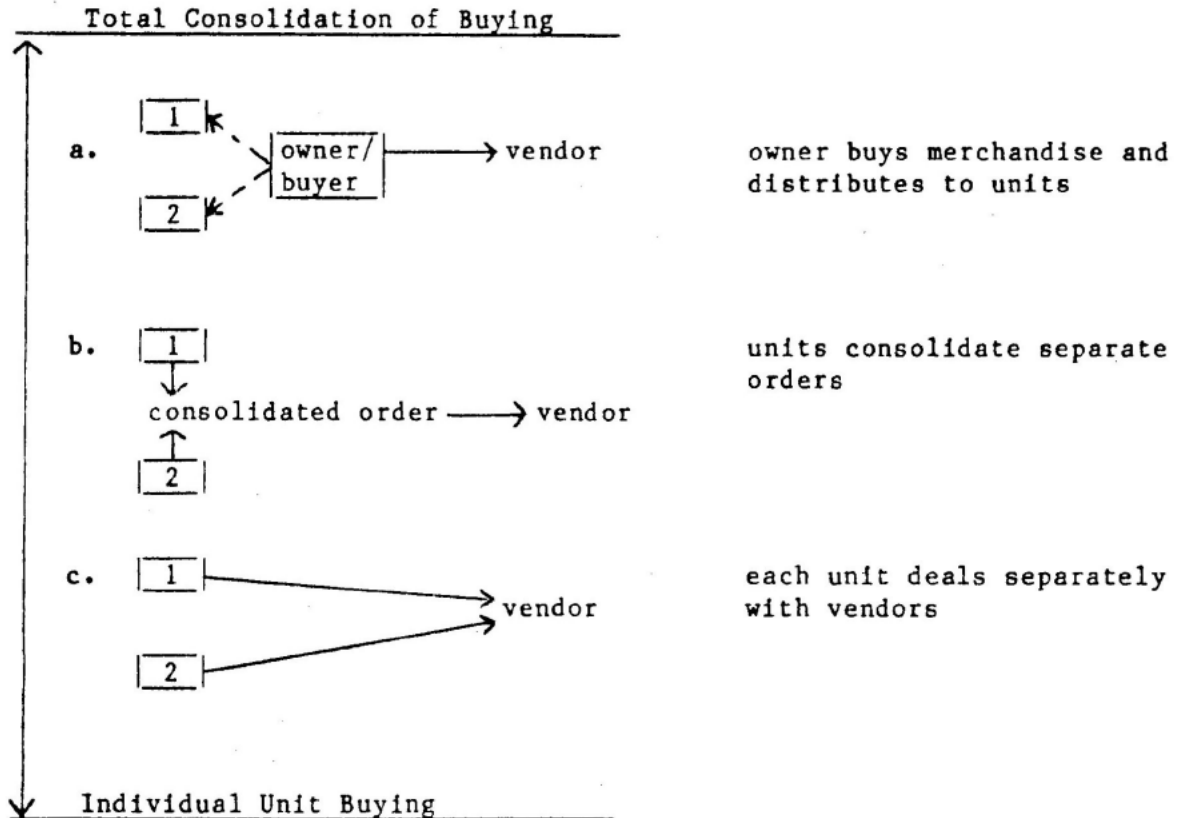 Total Consolidation of Buying
1
a. owner/ buyer vendor owner buys merchandise and
distributes to units
2
b. 1 units consolidate separate
orders
consolidated order vendor
2
c. 1 each unit deals separately
with vendors
vendor
2
Individual Unit Buying